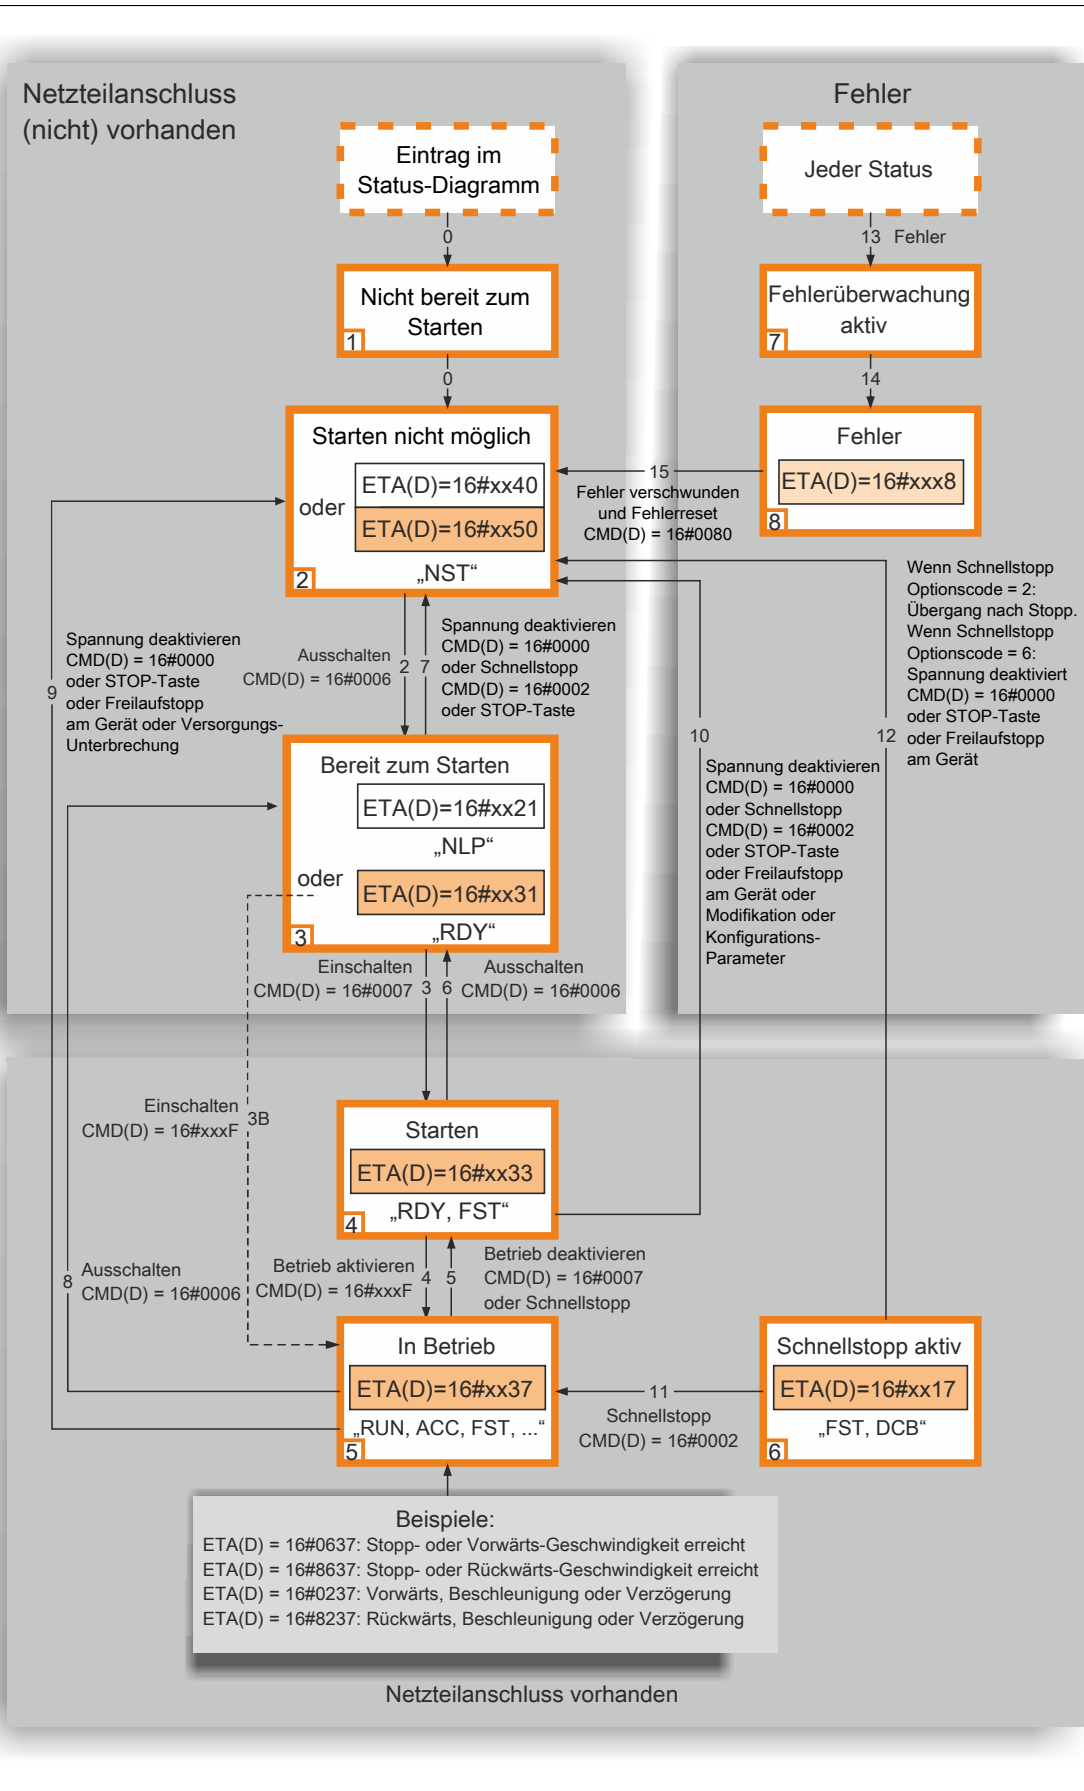 Netzteilanschluss
(nicht) vorhanden
Eintrag im
Status-Diagramm
0
Nicht bereit zum
Starten
1
0
Starten nicht möglich
ETA(D)=16#xx40
oder
ETA(D)=16#xx50
„NST“
2
Ausschalten
CMD(D) = 16#0006
2
7
Spannung deaktivieren
CMD(D) = 16#0000
oder Schnellstopp
CMD(D) = 16#0002
oder STOP-Taste
9
Spannung deaktivieren
CMD(D) = 16#0000
oder STOP-Taste
oder Freilaufstopp
am Gerät oder Versorgungs-
Unterbrechung
Bereit zum Starten
ETA(D)=16#xx21
„NLP“
oder
ETA(D)=16#xx31
„RDY“
3
Einschalten
CMD(D) = 16#0007
3
6
Ausschalten
CMD(D) = 16#0006
Fehler
Jeder Status
13 Fehler
Fehlerüberwachung
aktiv
7
14
Fehler
ETA(D)=16#xxx8
8
15
Fehler verschwunden
und Fehlerreset
CMD(D) = 16#0080
10
Spannung deaktivieren
CMD(D) = 16#0000
oder Schnellstopp
CMD(D) = 16#0002
oder STOP-Taste
oder Freilaufstopp
am Gerät oder
Modifikation oder
Konfigurations-
Parameter
12
Wenn Schnellstopp
Optionscode = 2:
Übergang nach Stopp.
Wenn Schnellstopp
Optionscode = 6:
Spannung deaktiviert
CMD(D) = 16#0000
oder STOP-Taste
oder Freilaufstopp
am Gerät
Einschalten
CMD(D) = 16#xxxF
3B
Starten
ETA(D)=16#xx33
„RDY, FST“
4
8
Ausschalten
CMD(D) = 16#0006
Betrieb aktivieren
CMD(D) = 16#xxxF
4
5
Betrieb deaktivieren
CMD(D) = 16#0007
oder Schnellstopp
In Betrieb
ETA(D)=16#xx37
„RUN, ACC, FST, ...“
5
11
Schnellstopp
CMD(D) = 16#0002
Schnellstopp aktiv
ETA(D)=16#xx17
„FST, DCB“
6
Beispiele:
ETA(D) = 16#0637: Stopp- oder Vorwärts-Geschwindigkeit erreicht
ETA(D) = 16#8637: Stopp- oder Rückwärts-Geschwindigkeit erreicht
ETA(D) = 16#0237: Vorwärts, Beschleunigung oder Verzögerung
ETA(D) = 16#8237: Rückwärts, Beschleunigung oder Verzögerung
Netzteilanschluss vorhanden